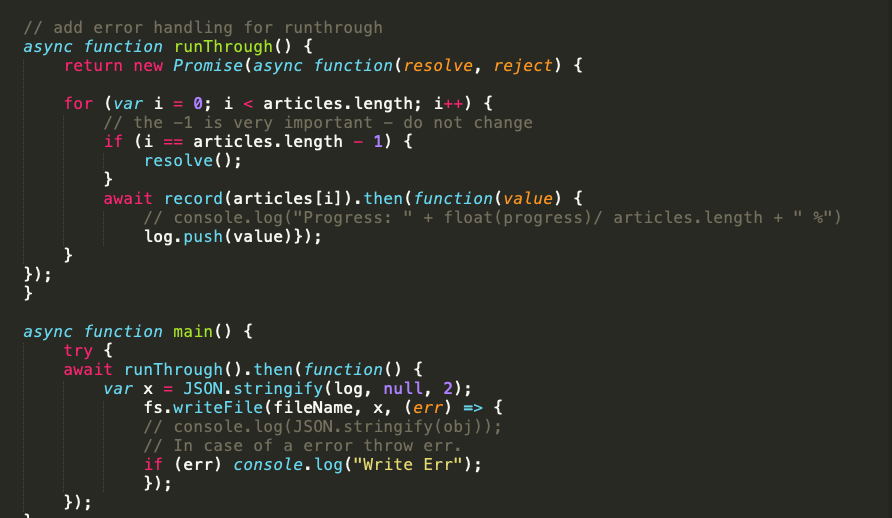 // add error handling for runthrough
async function runThrough() {
return new Promise(async function(resolve, reject) {
for (var i = 0; i < articles.length; i++) {
// the -1 is very important - do not change
if (i == articles.length - 1) {
resolve();
}
await record(articles[i]).then(function(value) {
// console.log("Progress: " + float(progress)/ articles.length + " %")
log.push(value)});
}
});
}
async function main() {
try {
await runThrough().then(function() {
var x = JSON.stringify(log, null, 2);
fs.writeFile(fileName, x, (err) => {
// console.log(JSON.stringify(obj));
// In case of a error throw err.
if (err) console.log("Write Err");
});
});